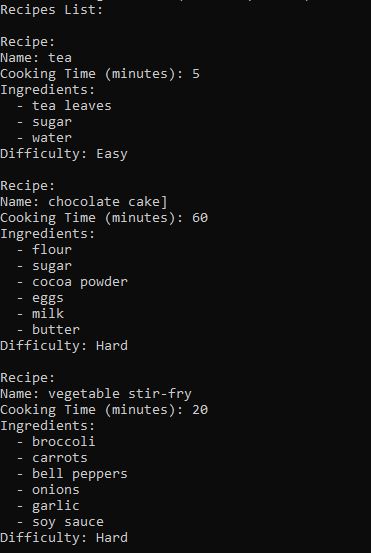 Recipes List:
Recipe:
Name: tea
Cooking Time (minutes): 5
Ingredients:
- tea leaves
- sugar
- water
Difficulty: Easy
Recipe:
Name: chocolate cake]
Cooking Time (minutes): 60
Ingredients:
- flour
- sugar
- cocoa powder
- eggs
- milk
- butter
Difficulty: Hard
Recipe:
Name: vegetable stir-fry
Cooking Time (minutes): 20
Ingredients:
- broccoli
- carrots
- bell peppers
- onions
- garlic
- soy sauce
Difficulty: Hard